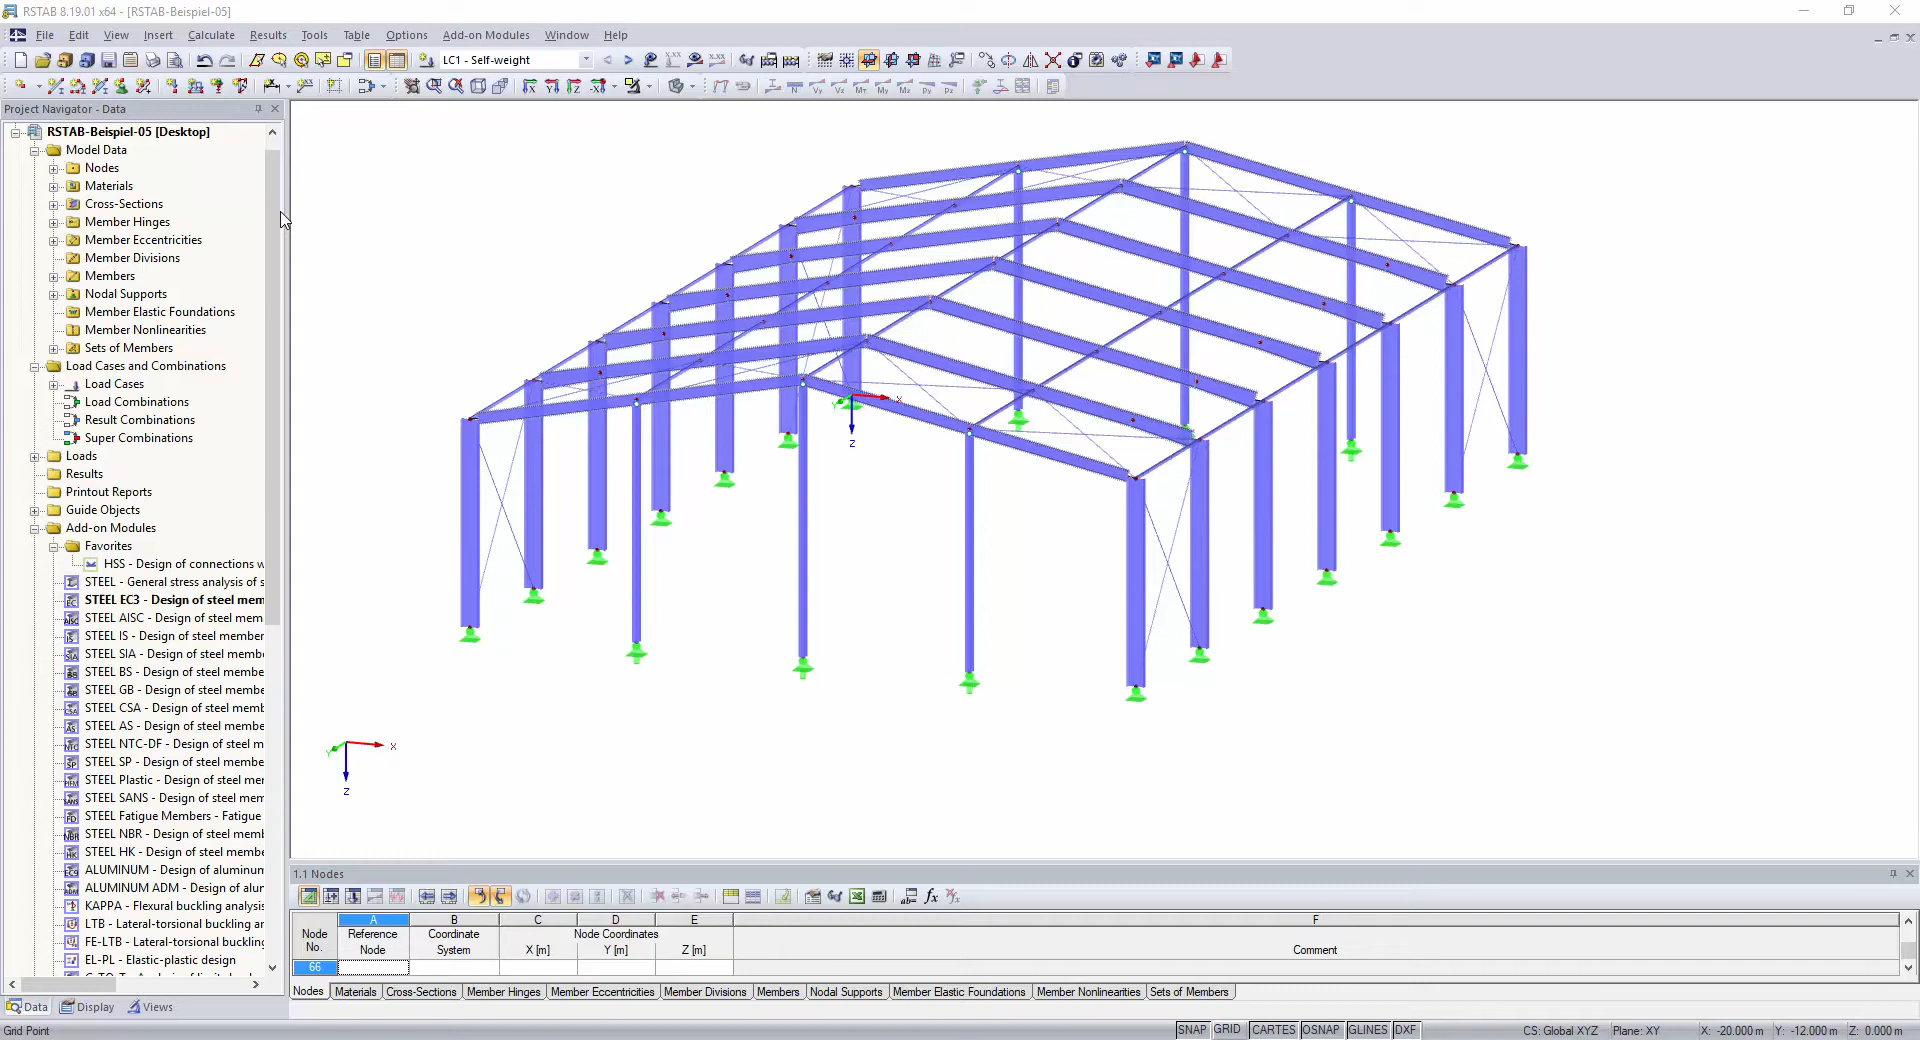 RSTAB 8.19.01 x64 - [RSTAB-Beispiel-05]
File Edit View Insert Calculate Results Tools Table Options Add-on Modules Window Help
LC1 - Self-weight
Project Navigator - Data
RSTAB-Beispiel-05 [Desktop]
Model Data
Nodes
Materials
Cross-Sections
Member Hinges
Member Eccentricities
Member Divisions
Members
Nodal Supports
Member Elastic Foundations
Member Nonlinearities
Sets of Members
Load Cases and Combinations
Load Cases
Load Combinations
Result Combinations
Super Combinations
Loads
Results
Printout Reports
Guide Objects
Add-on Modules
Favorites
HSS - Design of connections w
STEEL - General stress analysis of s
STEEL EC3 - Design of steel mem
STEEL AISC - Design of steel mem
STEEL IS - Design of steel member
STEEL SIA - Design of steel membe
STEEL BS - Design of steel membe
STEEL GB - Design of steel membe
STEEL CSA - Design of steel membe
STEEL AS - Design of steel membe
STEEL NTC-DF - Design of steel m
STEEL SP - Design of steel membe
STEEL Plastic - Design of steel mer
STEEL SANS - Design of steel mem
STEEL Fatigue Members - Fatigue
STEEL NBR - Design of steel memb
STEEL HK - Design of steel membe
ALUMINUM - Design of aluminum
ALUMINUM ADM - Design of alur
KAPPA - Flexural buckling analysis
LTB - Lateral-torsional buckling ar
FE-LTB - Lateral-torsional buckling
EL-PL - Elastic-plastic design
Data Display Views
X
Y
Z
X
Y
Z
1.1 Nodes
A B C D E F
Node Reference Coordinate Node Coordinates
No. Node System X [m] Y [m] Z [m] Comment
66
Nodes Materials Cross-Sections Member Hinges Member Eccentricities Member Divisions Members Nodal Supports Member Elastic Foundations Member Nonlinearities Sets of Members
Grid Point SNAP GRID CARTES OSNAP GLINES DXF CS: Global XYZ Plane: XY X: -20.000 m Y: -12.000 m Z: 0.000 m